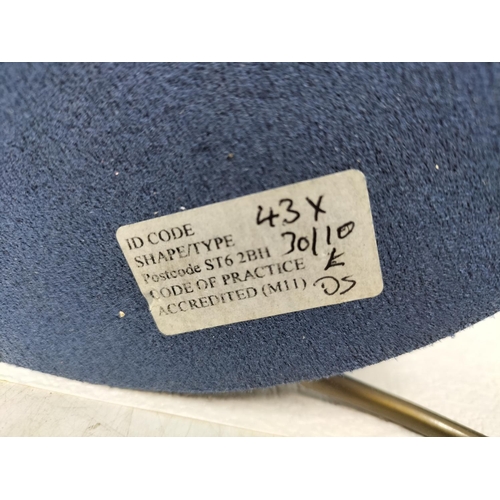 ID CODE 43X
SHAPE/TYPE 30/10
Postcode ST6 2BH
CODE OF PRACTICE
ACCREDITED (M11) DS